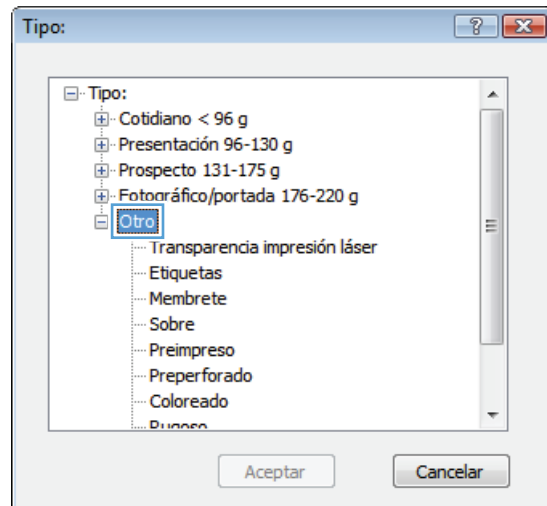 Tipo:
Tipo:
Cotidiano < 96 g
Presentación 96-130 g
Prospecto 131-175 g
Fotográfico/portada 176-220 g
Otro
Transparencia impresión láser
Etiquetas
Membrete
Sobre
Preimpreso
Preperforado
Coloreado
Rugoso
Aceptar Cancelar